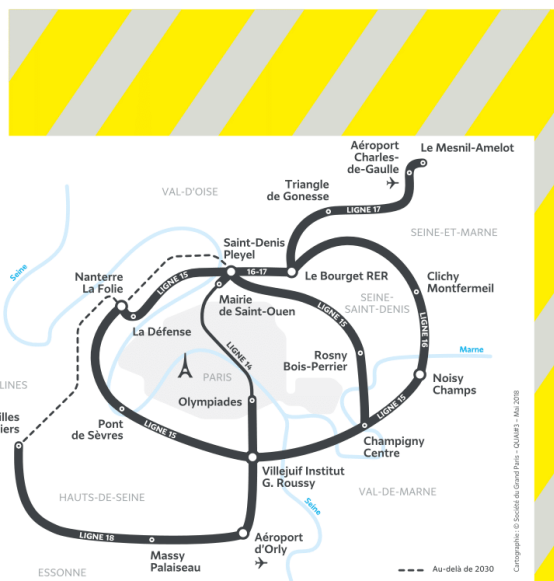 Aéroport
Charles-
de-Gaulle
Le Mesnil-Amelot
VAL-D'OISE
Triangle
de Gonesse
LIGNE 17
SEINE-ET-MARNE
Saint-Denis
Pleyel
Seine
Nanterre
La Folie
LIGNE 15
16-17
Le Bourget RER
Clichy
Montfermeil
Mairie
de Saint-Ouen
SEINE-
SAINT-DENIS
LIGNE 15
La Défense
LIGNE 16
LIGNE 14
Rosny
Bois-Perrier
Marne
PARIS
LINES
Noisy
Champs
Olympiades
LIGNE 15
illes
iers
Pont
de Sèvres
LIGNE 15
Champigny
Centre
Villejuif Institut
G. Roussy
HAUTS-DE-SEINE
Seine
VAL-DE-MARNE
LIGNE 18
Aéroport
d'Orly
Massy
Palaiseau
ESSONNE
Au-delà de 2030
Cartographie : © Société du Grand Paris – QUAI#3 – Mai 2018